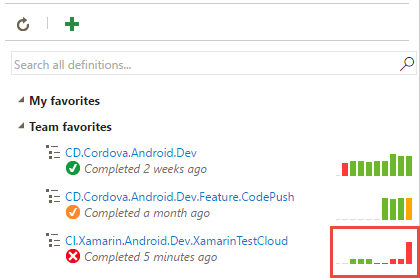 Search all definitions...
My favorites
Team favorites
CD.Cordova.Android.Dev
Completed 2 weeks ago
CD.Cordova.Android.Dev.Feature.CodePush
Completed a month ago
CI.Xamarin.Android.Dev.XamarinTestCloud
Completed 5 minutes ago